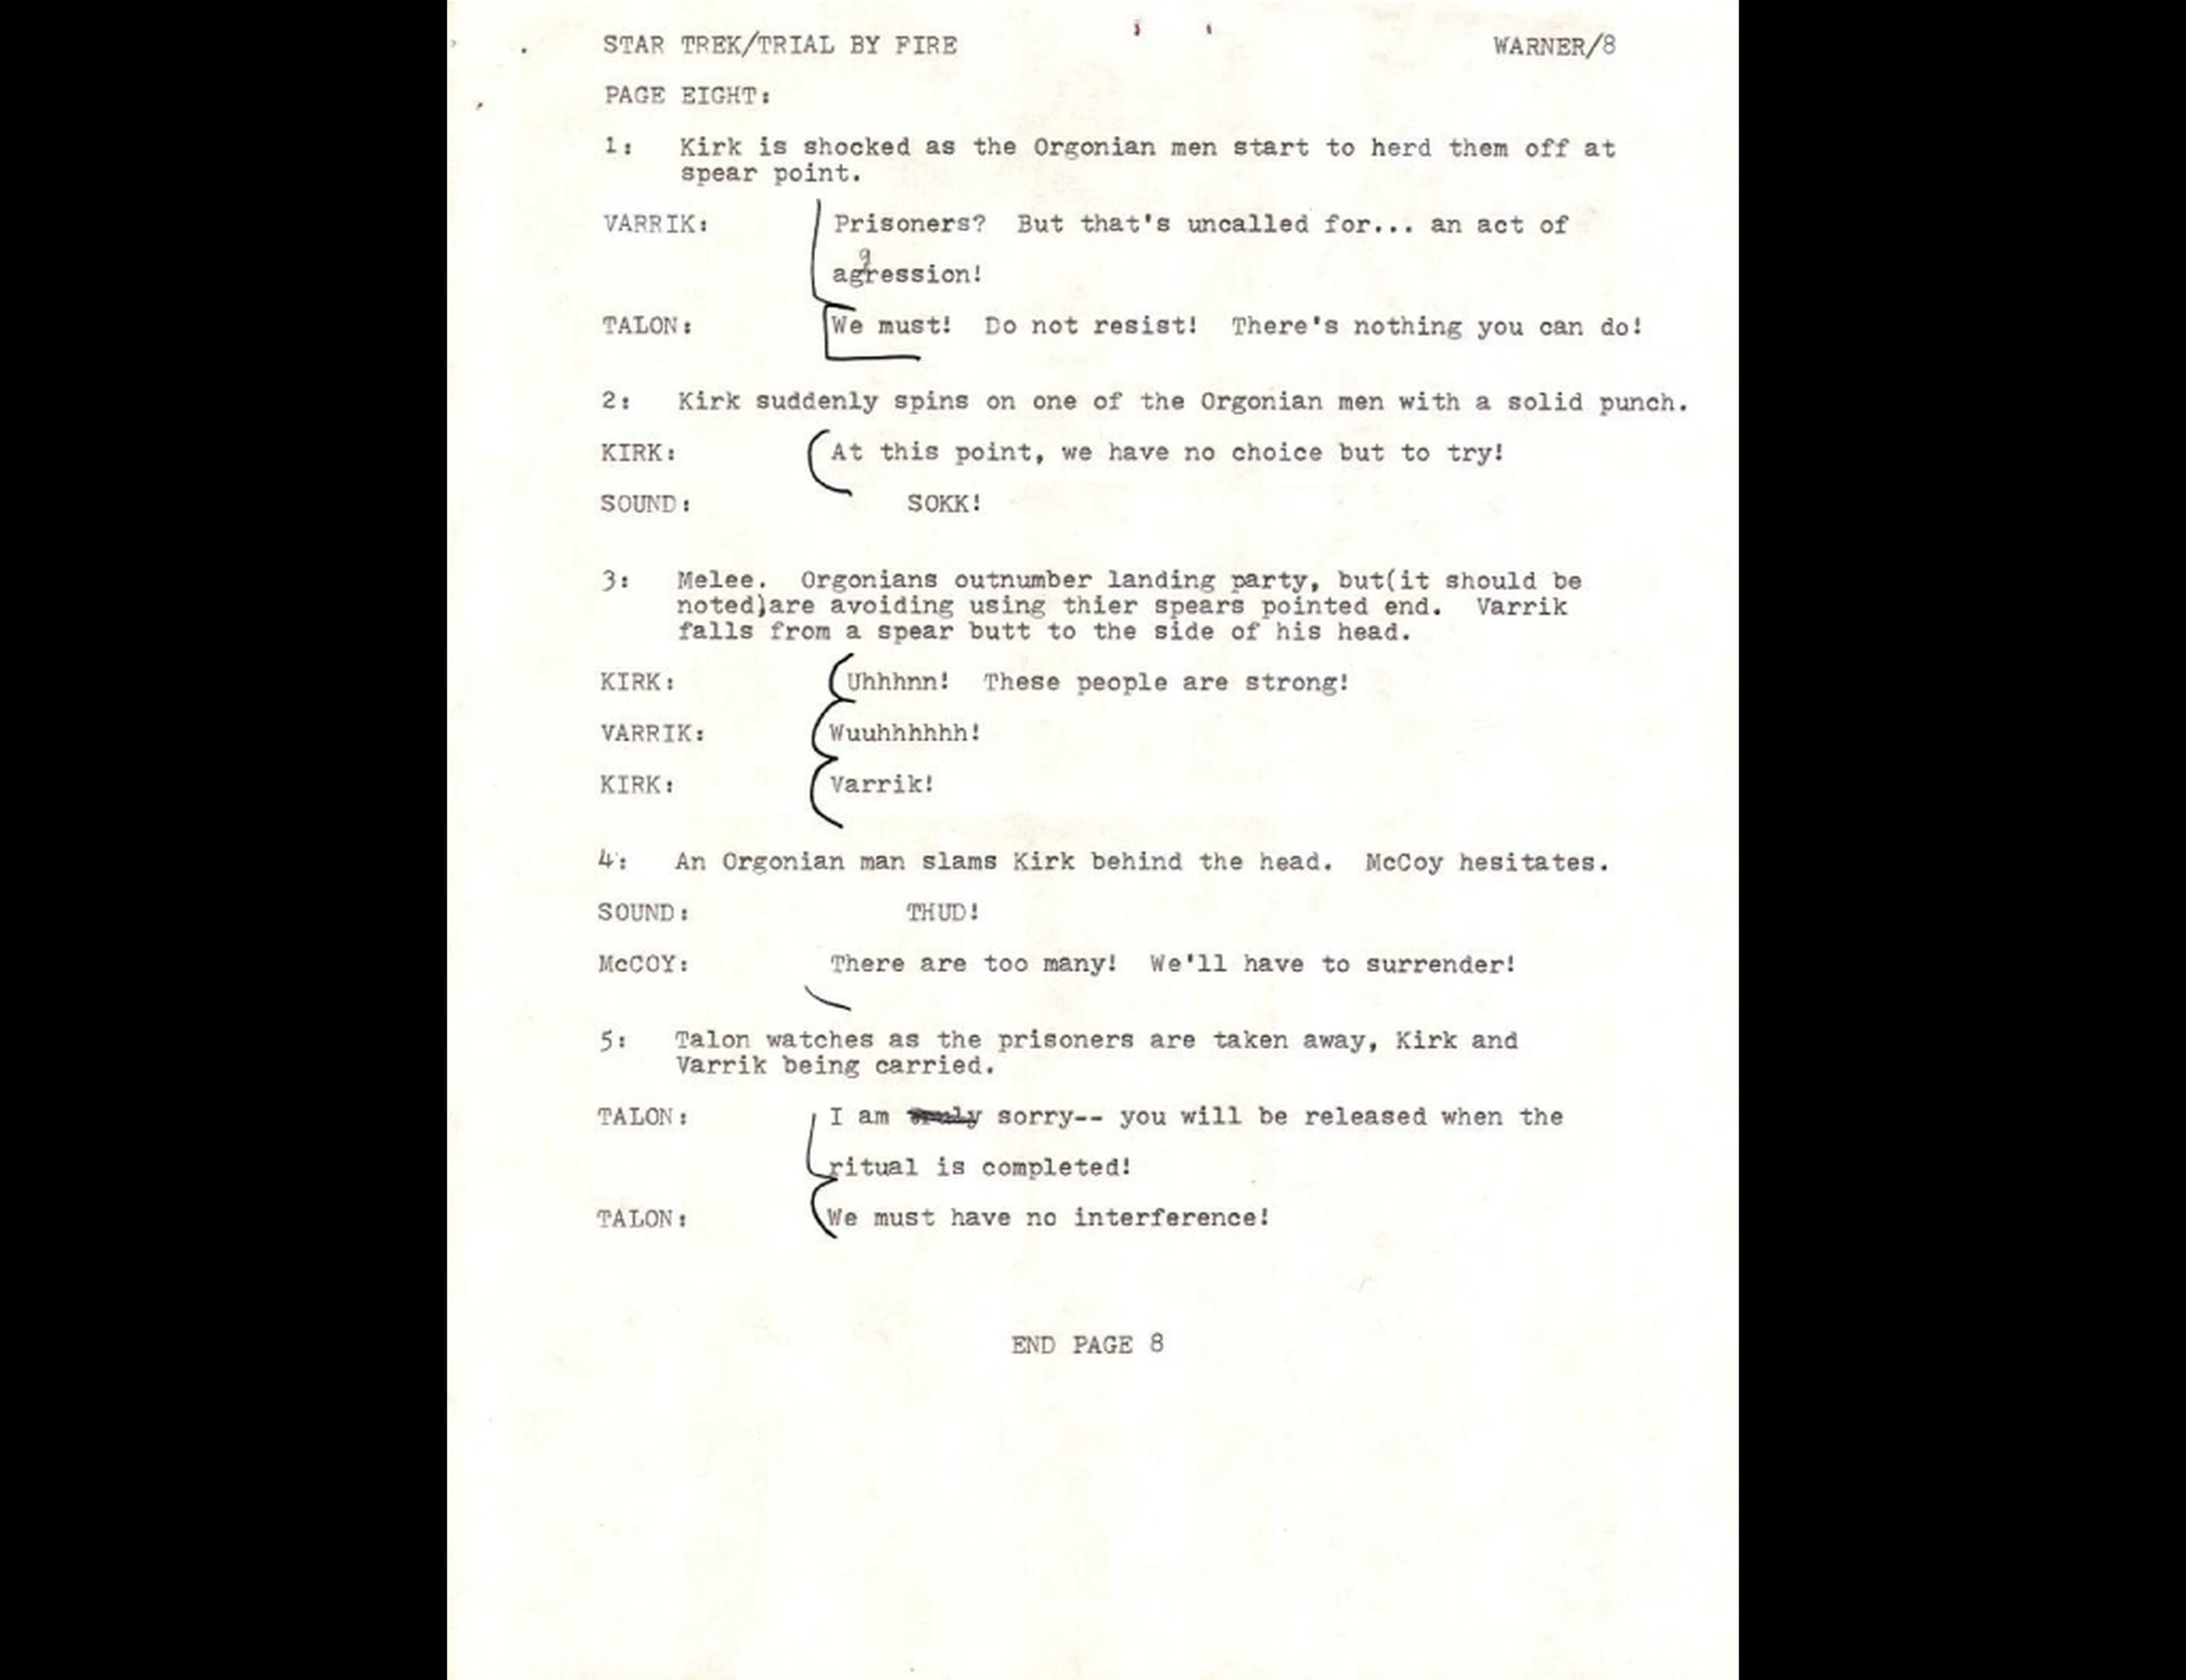 STAR TREK/TRIAL BY FIRE WARNER/8
PAGE EIGHT:
1: Kirk is shocked as the Orgonian men start to herd them off at
spear point.
VARRIK: Prisoners? But that's uncalled for... an act of
g
agression!
TALON: We must! Do not resist! There's nothing you can do!
2: Kirk suddenly spins on one of the Orgonian men with a solid punch.
KIRK: At this point, we have no choice but to try!
SOUND: SOKK!
3: Melee. Orgonians outnumber landing party, but(it should be
noted)are avoiding using thier spears pointed end. Varrik
falls from a spear butt to the side of his head.
KIRK: Uhhhnn! These people are strong!
VARRIK: Wuuhhhhhh!
KIRK: Varrik!
4: An Orgonian man slams Kirk behind the head. McCoy hesitates.
SOUND: THUD!
McCOY: There are too many! We'll have to surrender!
5: Talon watches as the prisoners are taken away, Kirk and
Varrik being carried.
TALON: I am sorry-- you will be released when the
ritual is completed!
TALON: We must have no interference!
END PAGE 8